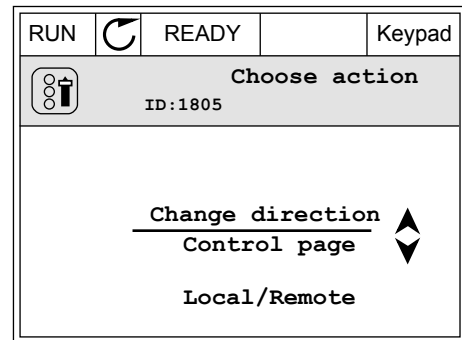 RUN READY Keypad
Choose action
ID:1805
Change direction
Control page
Local/Remote